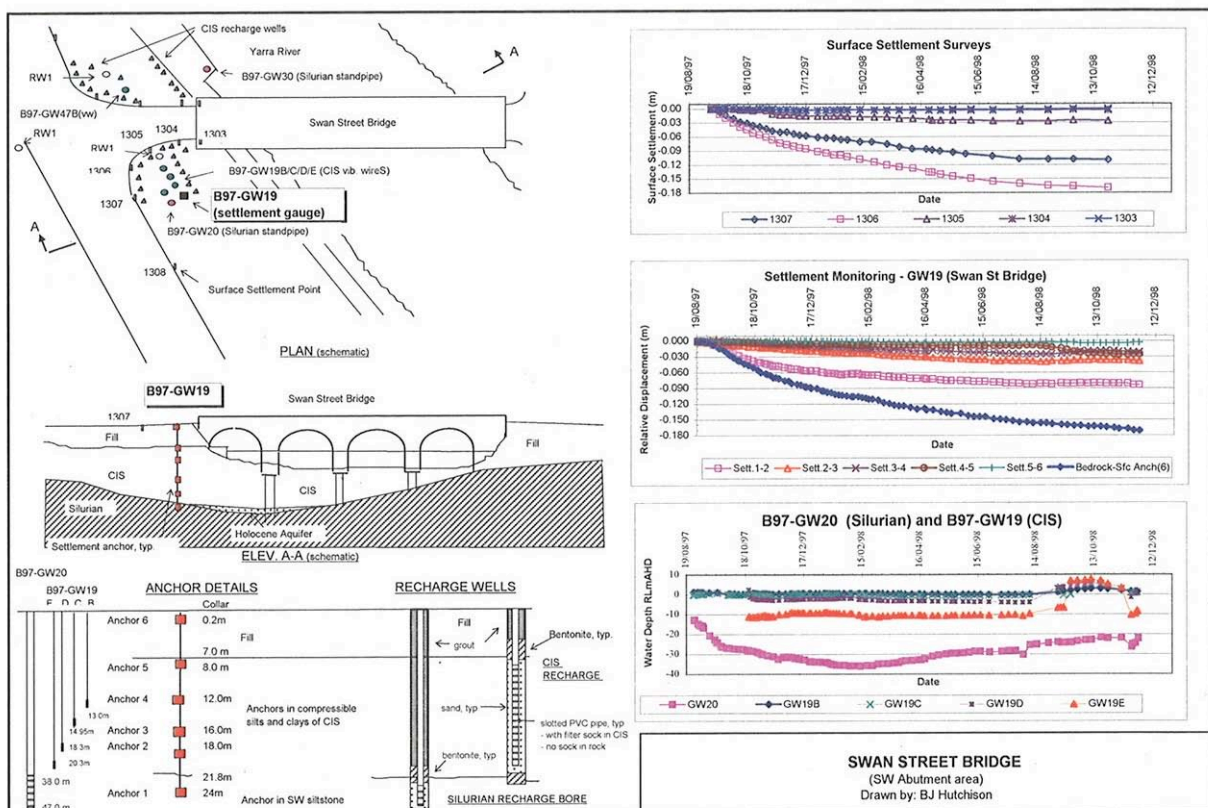 CIS recharge wells
Yarra River
A
RW1
B97-GW30 (Silurian standpipe)
B97-GW47B(vw)
RW1
1305
1304
1303
Swan Street Bridge
RW1
1306
B97-GW19B/C/D/E (CIS vib. wireS)
1307
B97-GW19
(settlement gauge)
A
B97-GW20 (Silurian standpipe)
1308
Surface Settlement Point
PLAN (schematic)
B97-GW19
Swan Street Bridge
1307
Fill
Fill
CIS
CIS
Silurian
Holocene Aquifer
Settlement anchor, typ.
ELEV. A-A (schematic)
B97-GW20
B97-GW19
E D C B
13.0m
14.95m
18.3m
20.3m
38.0 m
47.0 m
ANCHOR DETAILS
Collar
Anchor 6
0.2m
Fill
7.0 m
Anchor 5
8.0 m
Anchor 4
12.0m
Anchors in compressible
silts and clays of CIS
Anchor 3
16.0m
Anchor 2
18.0m
21.8m
Anchor 1
24m
Anchor in SW siltstone
RECHARGE WELLS
Fill
grout
Bentonite, typ.
CIS
RECHARGE
sand, typ
slotted PVC pipe, typ
- with filter sock in CIS
- no sock in rock
bentonite, typ
SILURIAN RECHARGE BORE
Surface Settlement Surveys
19/08/97
18/10/97
17/12/97
15/02/98
16/04/98
15/06/98
14/08/98
13/10/98
12/12/98
Surface Settlement (m)
0.00
-0.03
-0.06
-0.09
-0.12
-0.15
-0.18
Date
1307 1306 1305 1304 1303
Settlement Monitoring - GW19 (Swan St Bridge)
19/08/97
18/10/97
17/12/97
15/02/98
16/04/98
15/06/98
14/08/98
13/10/98
12/12/98
Relative Displacement (m)
0.000
-0.030
-0.060
-0.090
-0.120
-0.150
-0.180
Date
Sett.1-2 Sett.2-3 Sett.3-4 Sett.4-5 Sett.5-6 Bedrock-Sfc Anch(6)
B97-GW20 (Silurian) and B97-GW19 (CIS)
19/08/97
18/10/97
17/12/97
15/02/98
16/04/98
15/06/98
14/08/98
13/10/98
12/12/98
Water Depth RLmAHD
10
0
-10
-20
-30
-40
Date
GW20 GW19B GW19C GW19D GW19E
SWAN STREET BRIDGE
(SW Abutment area)
Drawn by: BJ Hutchison